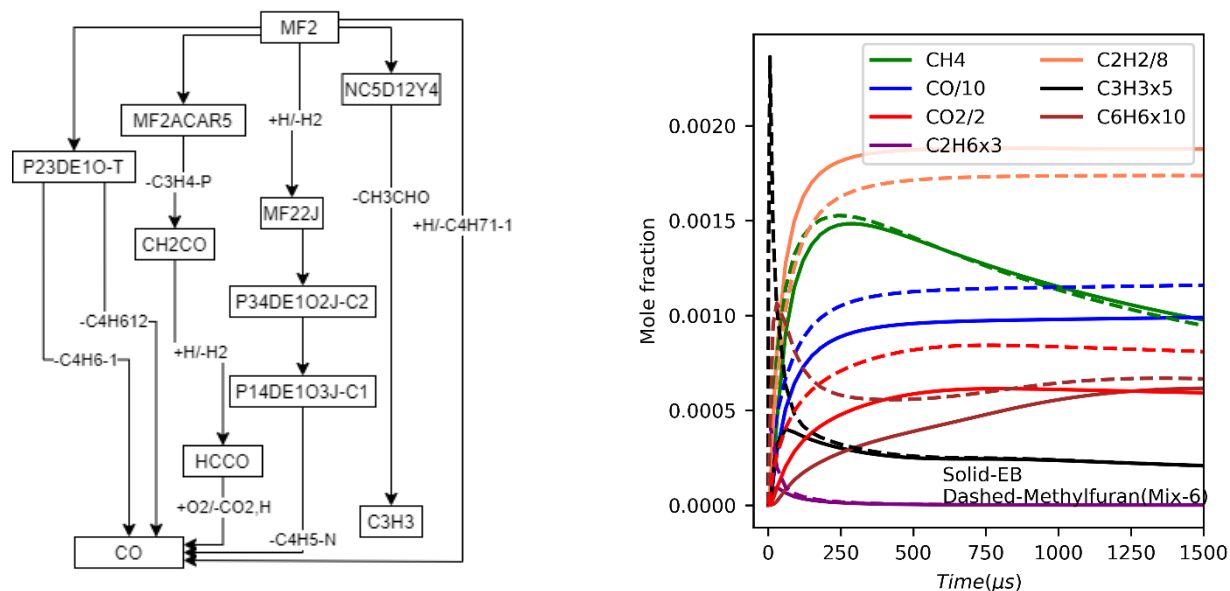 MF2
NC5D12Y4
MF2ACAR5
+H/-H2
P23DE1O-T
-C3H4-P
-CH3CHO
MF22J
+H/-C4H71-1
CH2CO
P34DE1O2J-C2
-C4H612
+H/-H2
-C4H6-1
P14DE1O3J-C1
HCCO
+O2/-CO2,H
C3H3
-C4H5-N
CO
CH4
CO/10
CO2/2
C2H6x3
C2H2/8
C3H3x5
C6H6x10
Mole fraction
0.0020
0.0015
0.0010
0.0005
0.0000
Solid-EB
Dashed-Methylfuran(Mix-6)
0 250 500 750 1000 1250 1500
Time(μs)